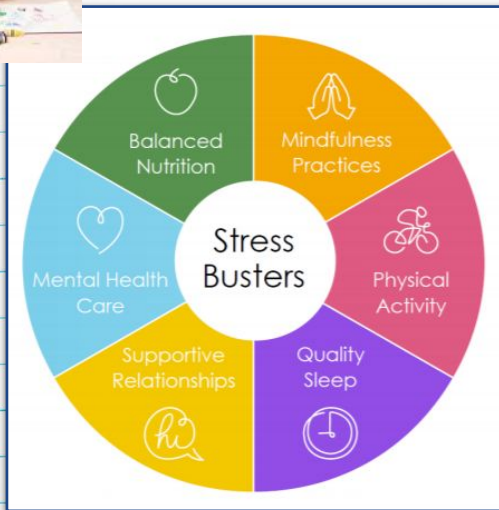 Balanced
Nutrition
Mindfulness
Practices
Stress
Busters
Mental Health
Care
Physical
Activity
Supportive
Relationships
hi
Quality
Sleep